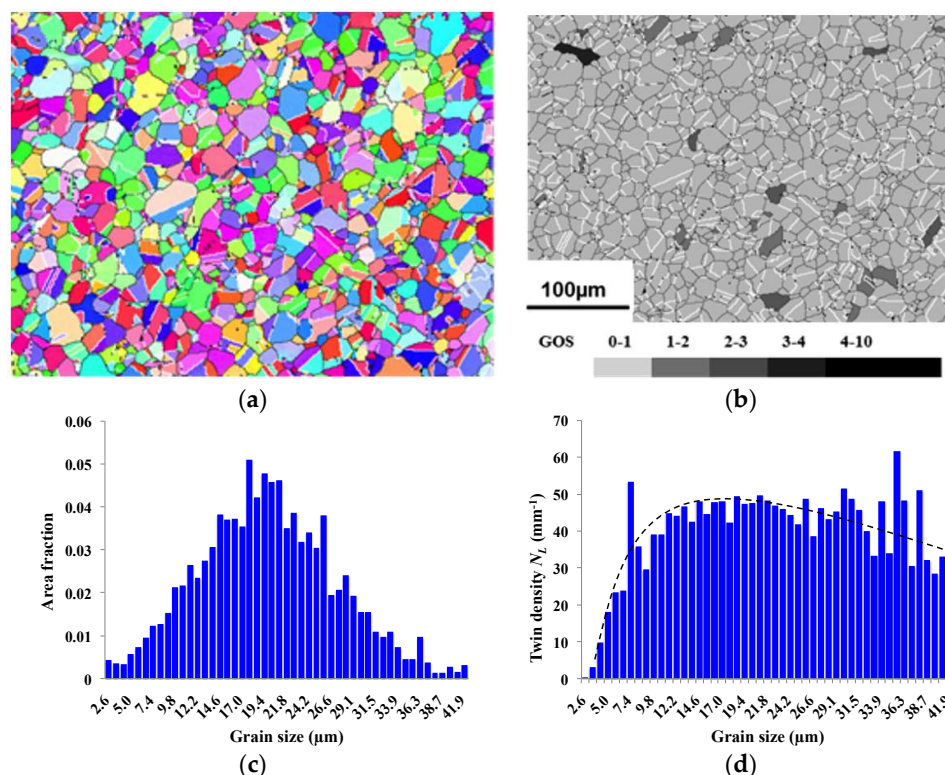 100µm
GOS 0-1 1-2 2-3 3-4 4-10
(a) (b)
0.06
0.05
0.04
0.03
0.02
0.01
0
Area fraction
2.6 5.0 7.4 9.8 12.2 14.6 17.0 19.4 21.8 24.2 26.6 29.1 31.5 33.9 36.3 38.7 41.9
Grain size (µm)
(c)
70
60
50
40
30
20
10
0
Twin density N_L (mm⁻¹)
2.6 5.0 7.4 9.8 12.2 14.6 17.0 19.4 21.8 24.2 26.6 29.1 31.5 33.9 36.3 38.7 41.9
Grain size (µm)
(d)